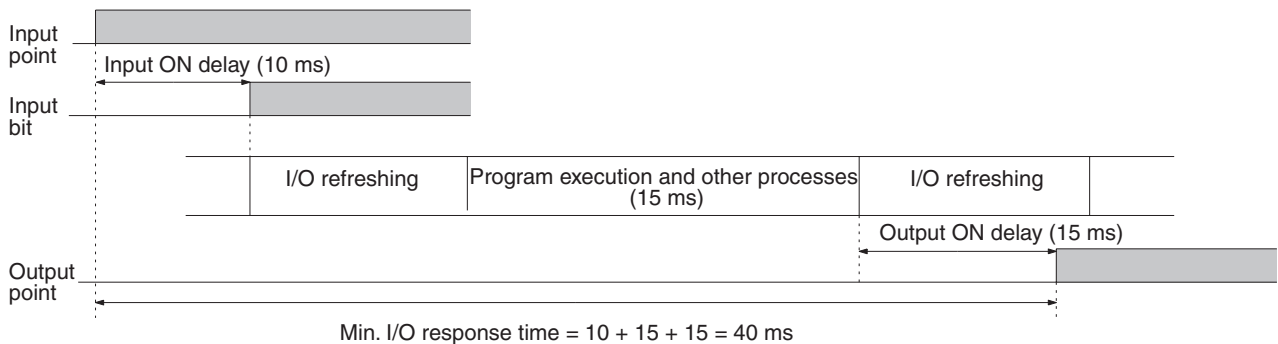 Input
point
Input ON delay (10 ms)
Input
bit
I/O refreshing
Program execution and other processes
(15 ms)
I/O refreshing
Output ON delay (15 ms)
Output
point
Min. I/O response time = 10 + 15 + 15 = 40 ms